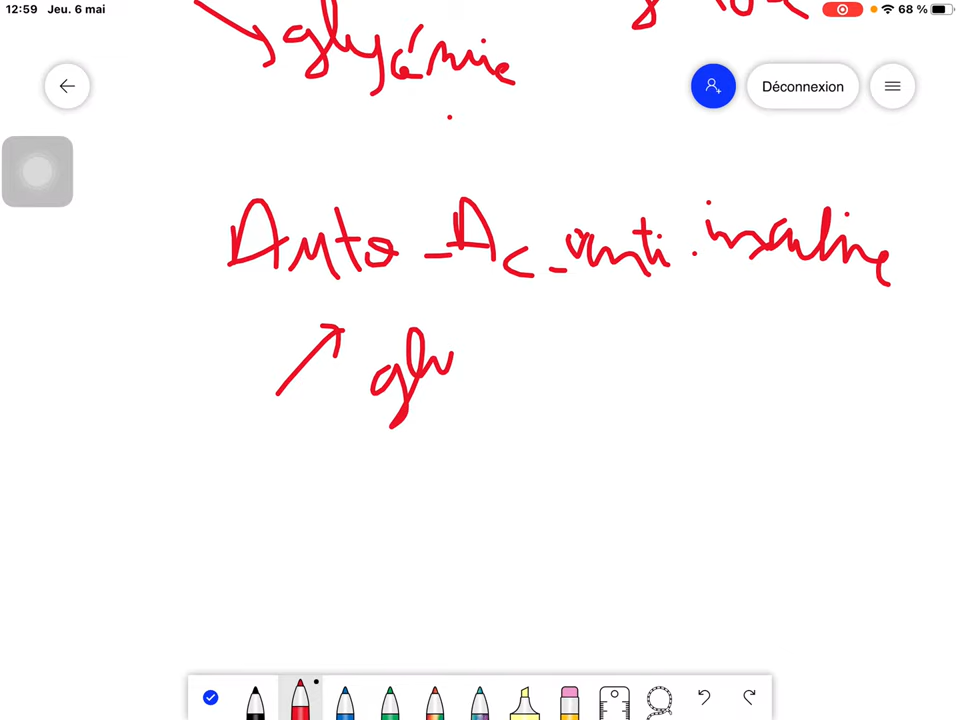 12:59 Jeu. 6 mai 68 %
glycémie
Déconnexion
Auto-Ac-anti.insuline
gly